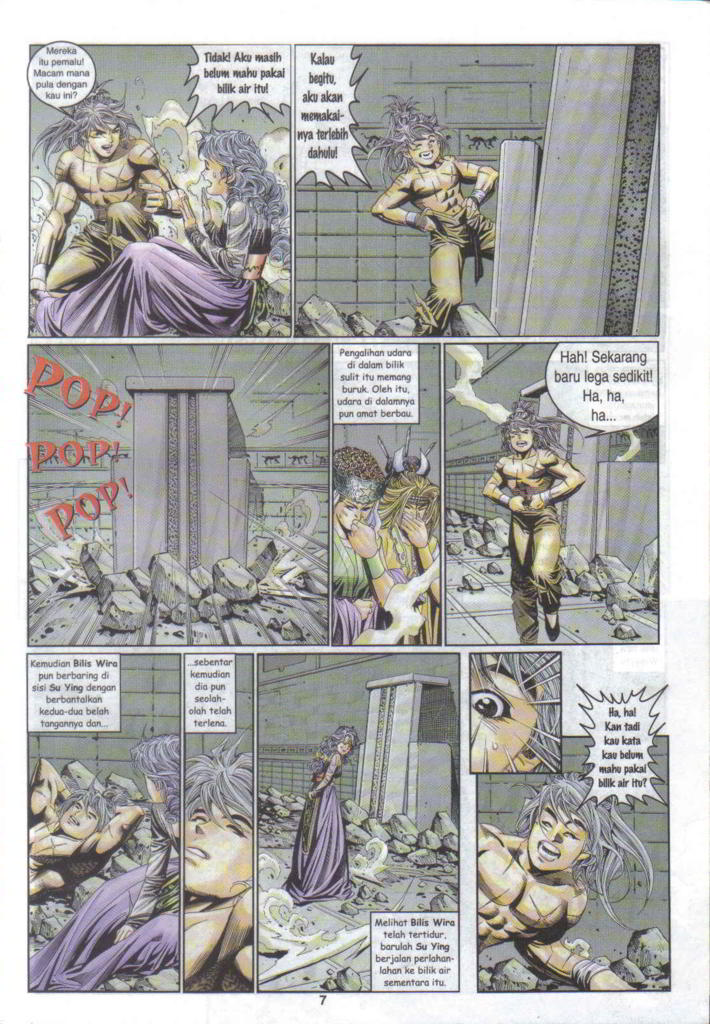 Mereka
itu pemalu!
Macam mana
pula dengan
kau ini?
Tidak! Aku masih
belum mahu pakai
bilik air itu!
Kalau
begitu,
aku akan
memakai-
nya terlebih
dahulu!
POP!
POP!
POP!
Pengalihan udara
di dalam bilik
sulit itu memang
buruk. Oleh itu,
udara di dalamnya
pun amat berbau.
Hah! Sekarang
baru lega sedikit!
Ha, ha,
ha...
Kemudian Bilis Wira
pun berbaring di
sisi Su Ying dengan
berbantalkan
kedua-dua belah
tangannya dan...
...sebentar
kemudian
dia pun
seolah-
olah telah
terlena.
Melihat Bilis Wira
telah tertidur,
barulah Su Ying
berjalan perlahan-
lahan ke bilik air
sementara itu.
Ha, ha!
Kan tadi
kau kata
kau belum
mahu pakai
bilik air itu?
7